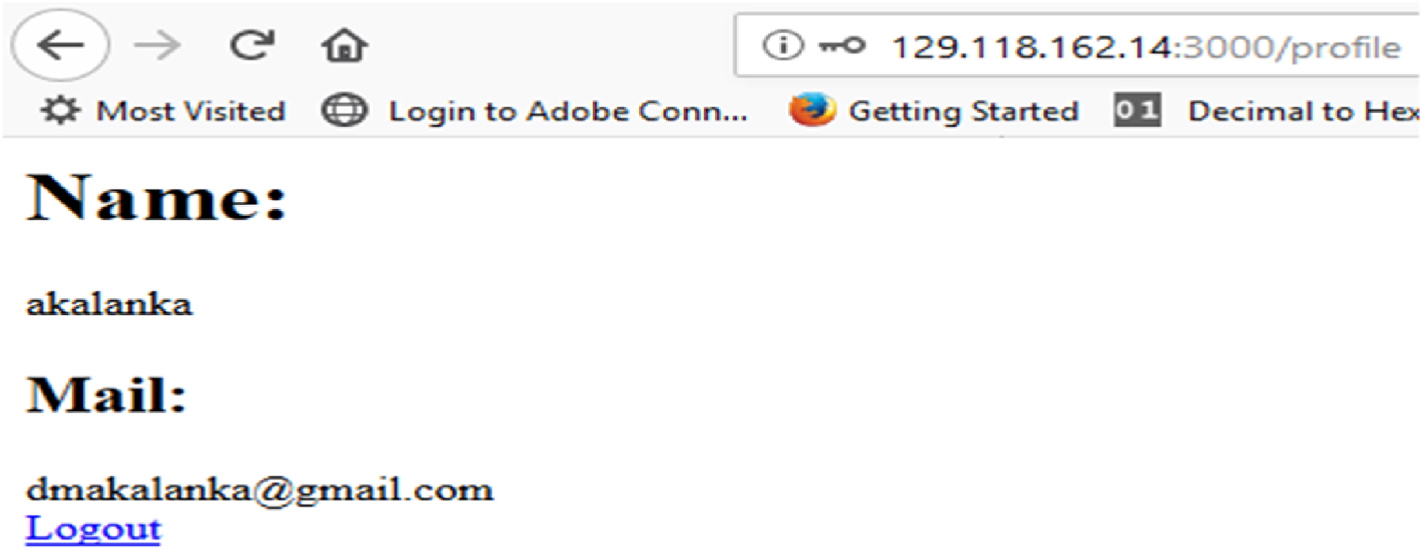 129.118.162.14:3000/profile
Most Visited Login to Adobe Conn... Getting Started 01 Decimal to Hex
Name:
akalanka
Mail:
dmakalanka@gmail.com
Logout